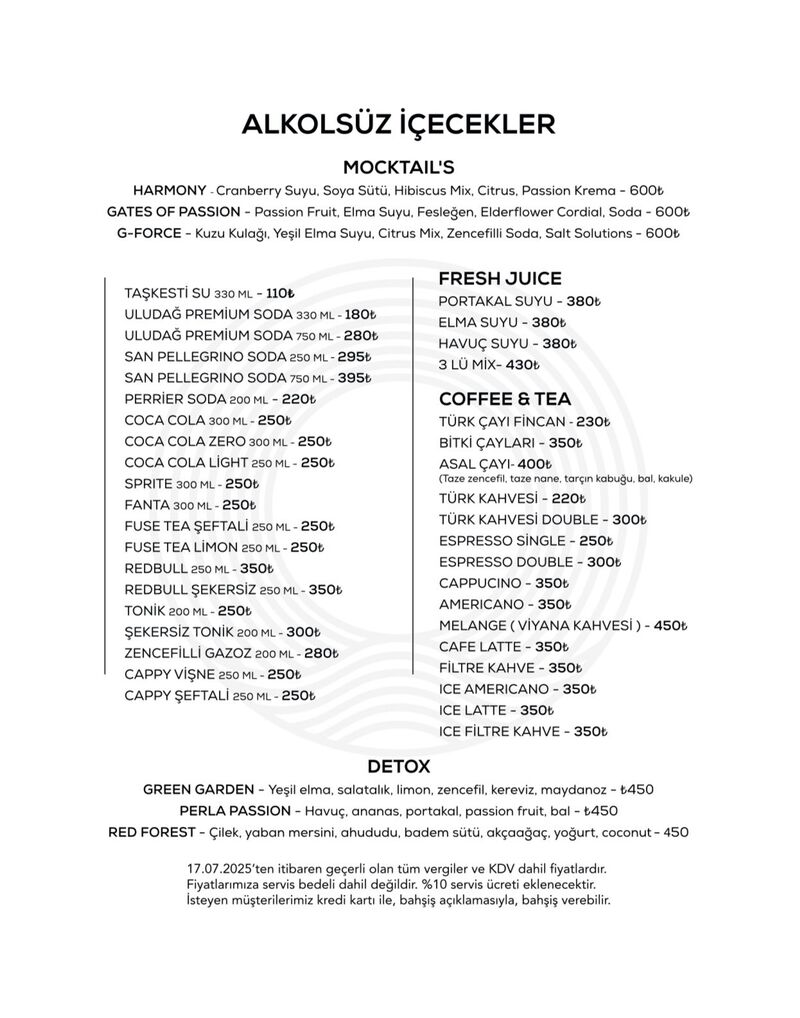 ALKOLSÜZ İÇECEKLER
MOCKTAIL'S
HARMONY - Cranberry Suyu, Soya Sütü, Hibiscus Mix, Citrus, Passion Krema - 600₺
GATES OF PASSION - Passion Fruit, Elma Suyu, Fesleğen, Elderflower Cordial, Soda - 600₺
G-FORCE - Kuzu Kulağı, Yeşil Elma Suyu, Citrus Mix, Zencefilli Soda, Salt Solutions - 600₺
TAŞKESTİ SU 330 ML - 110₺
ULUDAĞ PREMIUM SODA 330 ML - 180₺
ULUDAĞ PREMIUM SODA 750 ML - 280₺
SAN PELLEGRINO SODA 250 ML - 295₺
SAN PELLEGRINO SODA 750 ML - 395₺
PERRİER SODA 200 ML - 220₺
COCA COLA 300 ML - 250₺
COCA COLA ZERO 300 ML - 250₺
COCA COLA LİGHT 250 ML - 250₺
SPRITE 300 ML - 250₺
FANTA 300 ML - 250₺
FUSE TEA ŞEFTALİ 250 ML - 250₺
FUSE TEA LIMON 250 ML - 250₺
REDBULL 250 ML - 350₺
REDBULL ŞEKERSİZ 250 ML - 350₺
TONİK 200 ML - 250₺
ŞEKERSİZ TONİK 200 ML - 300₺
ZENCEFİLLİ GAZOZ 200 ML - 280₺
CAPPY VİŞNE 250 ML - 250₺
CAPPY ŞEFTALİ 250 ML - 250₺
FRESH JUICE
PORTAKAL SUYU - 380₺
ELMA SUYU - 380₺
HAVUÇ SUYU - 380₺
3 LÜ MİX- 430₺
COFFEE & TEA
TÜRK ÇAYI FİNCAN - 230₺
BİTKİ ÇAYLARI - 350₺
ASAL ÇAYI- 400₺
(Taze zencefil, taze nane, tarçın kabuğu, bal, kakule)
TÜRK KAHVESİ - 220₺
TÜRK KAHVESİ DOUBLE - 300₺
ESPRESSO SİNGLE - 250₺
ESPRESSO DOUBLE - 300₺
CAPPUCINO - 350₺
AMERICANO - 350₺
MELANGE ( VİYANA KAHVESİ ) - 450₺
CAFE LATTE - 350₺
FİLTRE KAHVE - 350₺
ICE AMERICANO - 350₺
ICE LATTE - 350₺
ICE FİLTRE KAHVE - 350₺
DETOX
GREEN GARDEN - Yeşil elma, salatalık, limon, zencefil, kereviz, maydanoz - ₺450
PERLA PASSION - Havuç, ananas, portakal, passion fruit, bal - ₺450
RED FOREST - Çilek, yaban mersini, ahududu, badem sütü, akçaağaç, yoğurt, coconut - 450
17.07.2025'ten itibaren geçerli olan tüm vergiler ve KDV dahil fiyatlardır.
Fiyatlarımıza servis bedeli dahil değildir. %10 servis ücreti eklenecektir.
İsteyen müşterilerimiz kredi kartı ile, bahşiş açıklamasıyla, bahşiş verebilir.